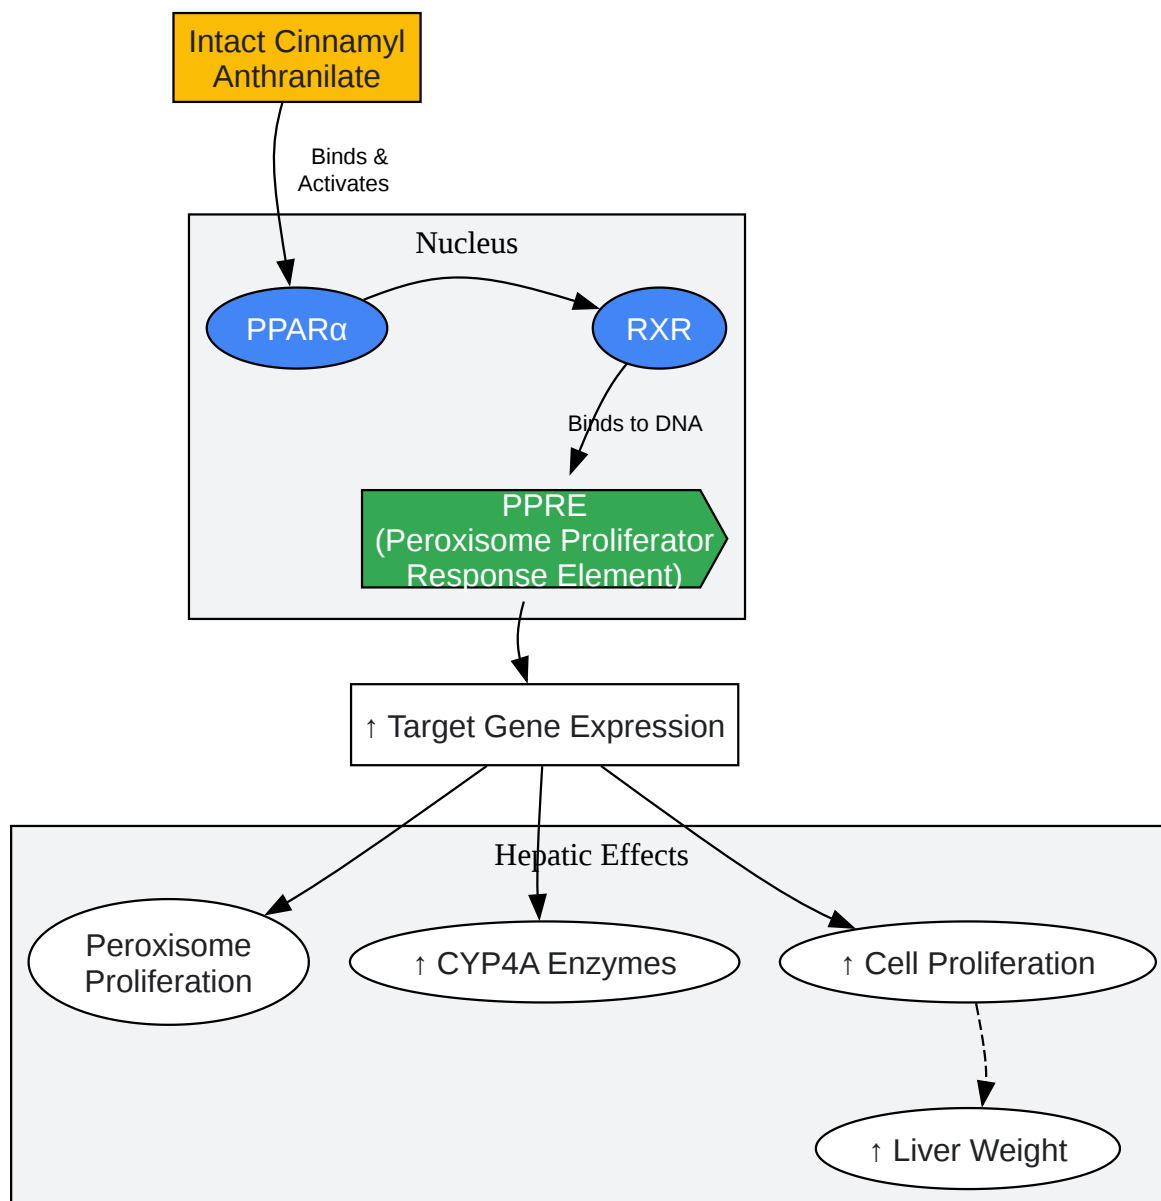 Intact Cinnamyl
Anthranilate
Binds &
Activates
Nucleus
PPARα
RXR
Binds to DNA
PPRE
(Peroxisome Proliferator
Response Element)
↑ Target Gene Expression
Hepatic Effects
Peroxisome
Proliferation
↑ CYP4A Enzymes
↑ Cell Proliferation
↑ Liver Weight